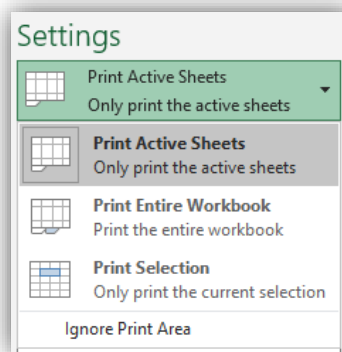 Settings
Print Active Sheets
Only print the active sheets
Print Active Sheets
Only print the active sheets
Print Entire Workbook
Print the entire workbook
Print Selection
Only print the current selection
Ignore Print Area